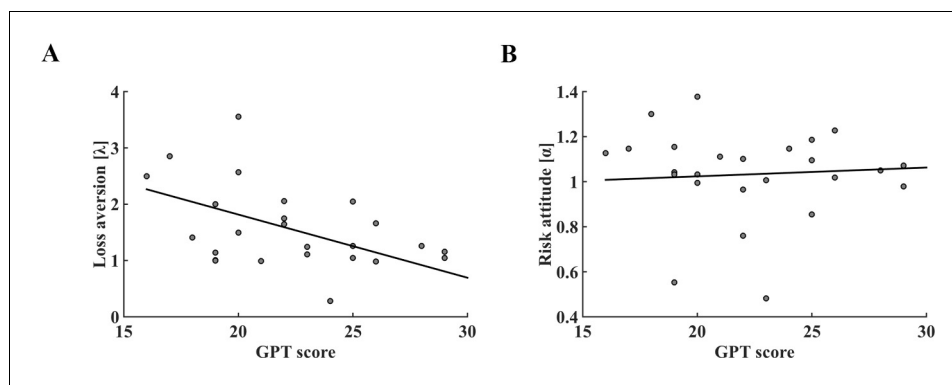 A
Loss aversion [λ]
4
3
2
1
0
15 20 25 30
GPT score
B
Risk attitude [α]
1.4
1.2
1
0.8
0.6
0.4
15 20 25 30
GPT score